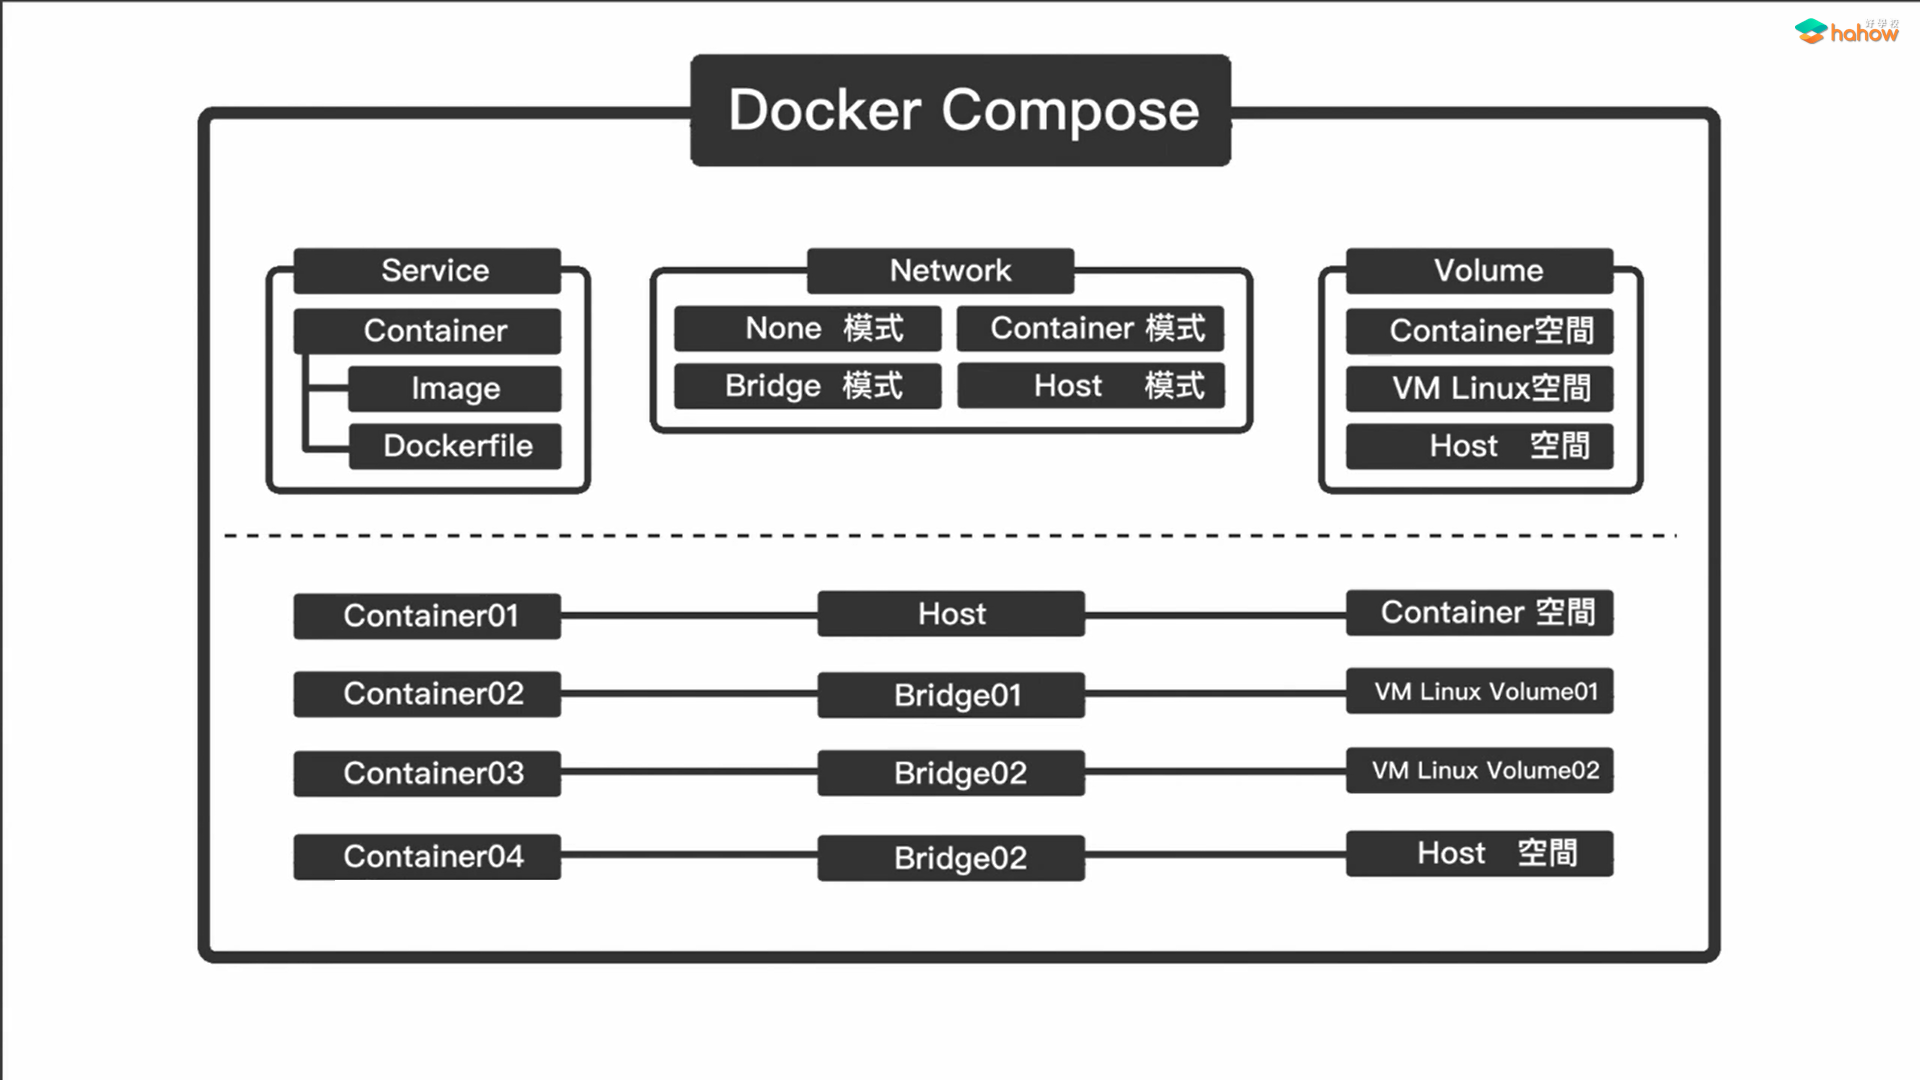 好學校
hahow
Docker Compose
Service
Container
Image
Dockerfile
Network
None 模式
Container 模式
Bridge 模式
Host 模式
Volume
Container空間
VM Linux空間
Host 空間
Container01
Host
Container 空間
Container02
Bridge01
VM Linux Volume01
Container03
Bridge02
VM Linux Volume02
Container04
Bridge02
Host 空間